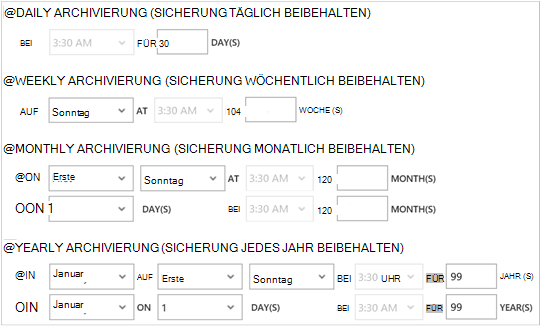 @DAILY ARCHIVIERUNG (SICHERUNG TÄGLICH BEIBEHALTEN)
BEI 3:30 AM FÜR 30 DAY(S)
@WEEKLY ARCHIVIERUNG (SICHERUNG WÖCHENTLICH BEIBEHALTEN)
AUF Sonntag AT 3:30 AM 104 WOCHE (S)
@MONTHLY ARCHIVIERUNG (SICHERUNG MONATLICH BEIBEHALTEN)
@ON Erste Sonntag AT 3:30 AM 120 MONTH(S)
OON 1 DAY(S) BEI 3:30 AM 120 MONTH(S)
@YEARLY ARCHIVIERUNG (SICHERUNG JEDES JAHR BEIBEHALTEN)
@IN Januar AUF Erste Sonntag BEI 3:30 UHR FÜR 99 JAHR (S)
OIN Januar ON 1 DAY(S) BEI 3:30 AM FÜR 99 YEAR(S)